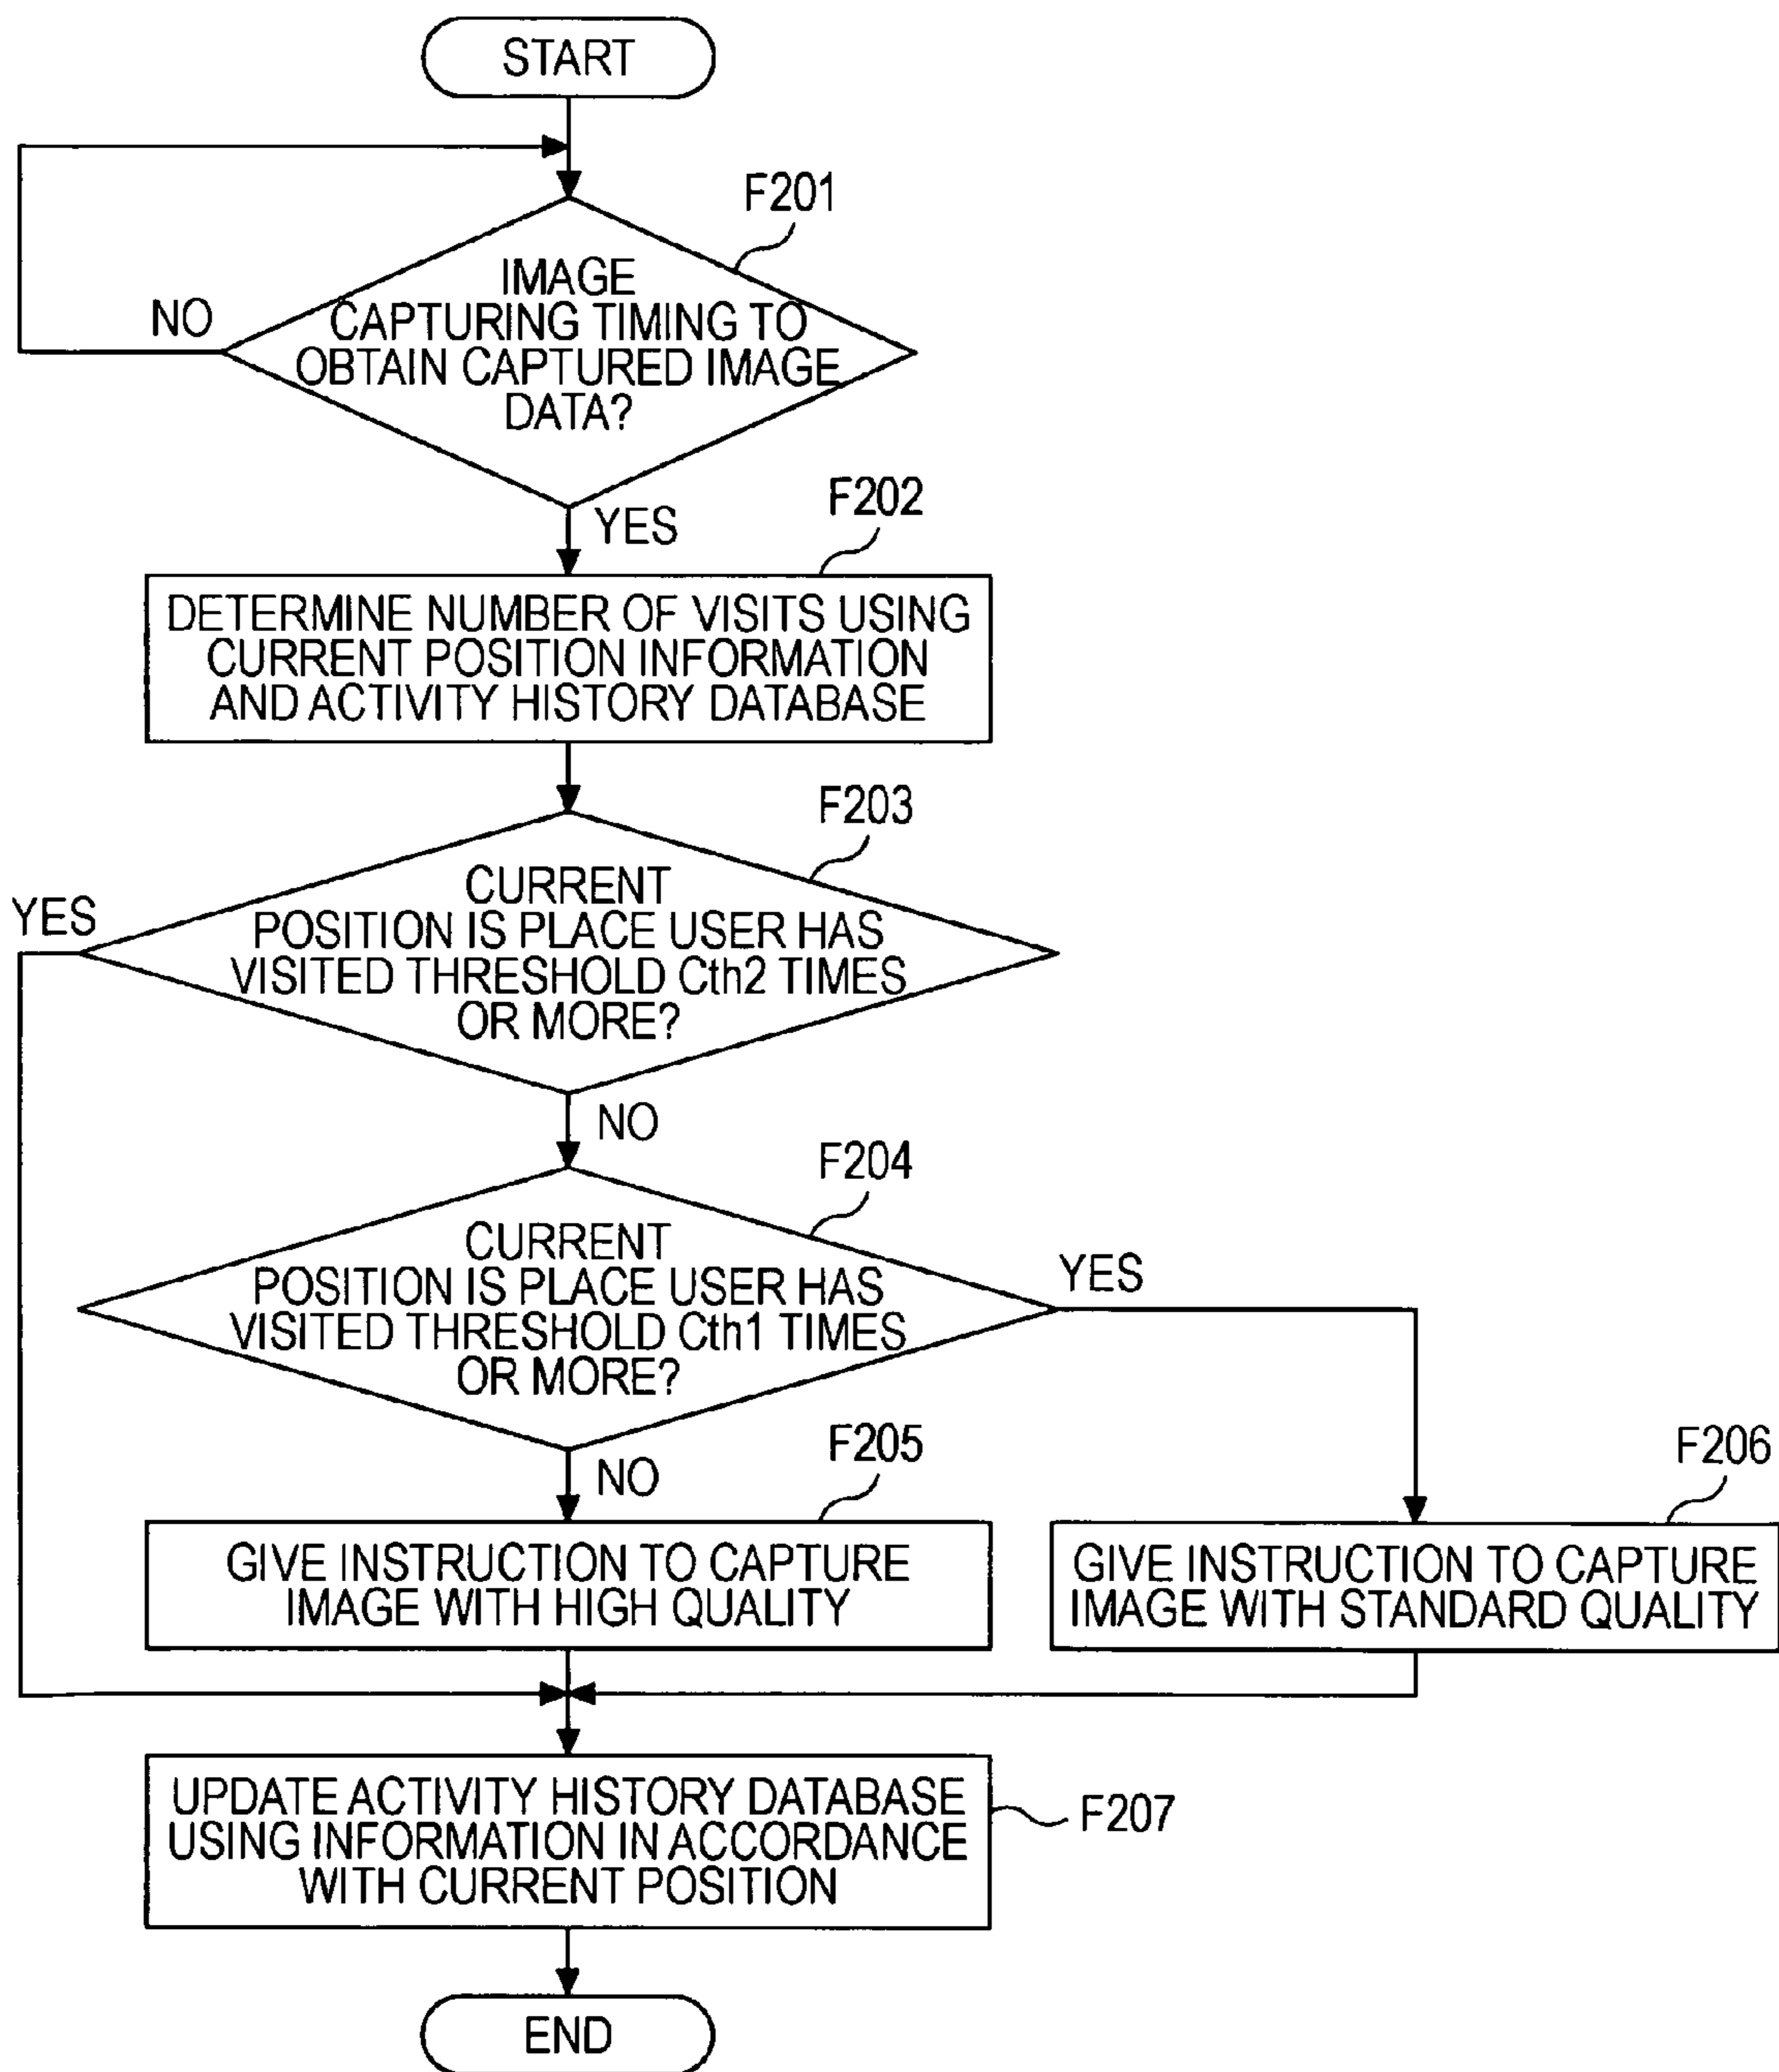 START
F201
IMAGE
CAPTURING TIMING TO
OBTAIN CAPTURED IMAGE
DATA?
NO
YES
F202
DETERMINE NUMBER OF VISITS USING
CURRENT POSITION INFORMATION
AND ACTIVITY HISTORY DATABASE
F203
CURRENT
POSITION IS PLACE USER HAS
VISITED THRESHOLD Cth2 TIMES
OR MORE?
YES
NO
F204
CURRENT
POSITION IS PLACE USER HAS
VISITED THRESHOLD Cth1 TIMES
OR MORE?
YES
NO
F205
GIVE INSTRUCTION TO CAPTURE
IMAGE WITH HIGH QUALITY
F206
GIVE INSTRUCTION TO CAPTURE
IMAGE WITH STANDARD QUALITY
UPDATE ACTIVITY HISTORY DATABASE
USING INFORMATION IN ACCORDANCE
WITH CURRENT POSITION
F207
END